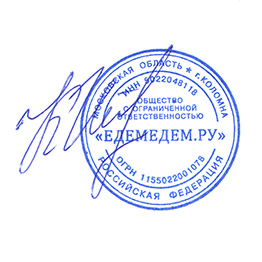 МОСКОВСКАЯ ОБЛАСТЬ ★ г.КОЛОМНА
ИНН 5022048118
ОБЩЕСТВО
С ОГРАНИЧЕННОЙ
ОТВЕТСТВЕННОСТЬЮ
«ЕДЕМЕДЕМ.РУ»
ОГРН 1155022001078
РОССИЙСКАЯ ФЕДЕРАЦИЯ